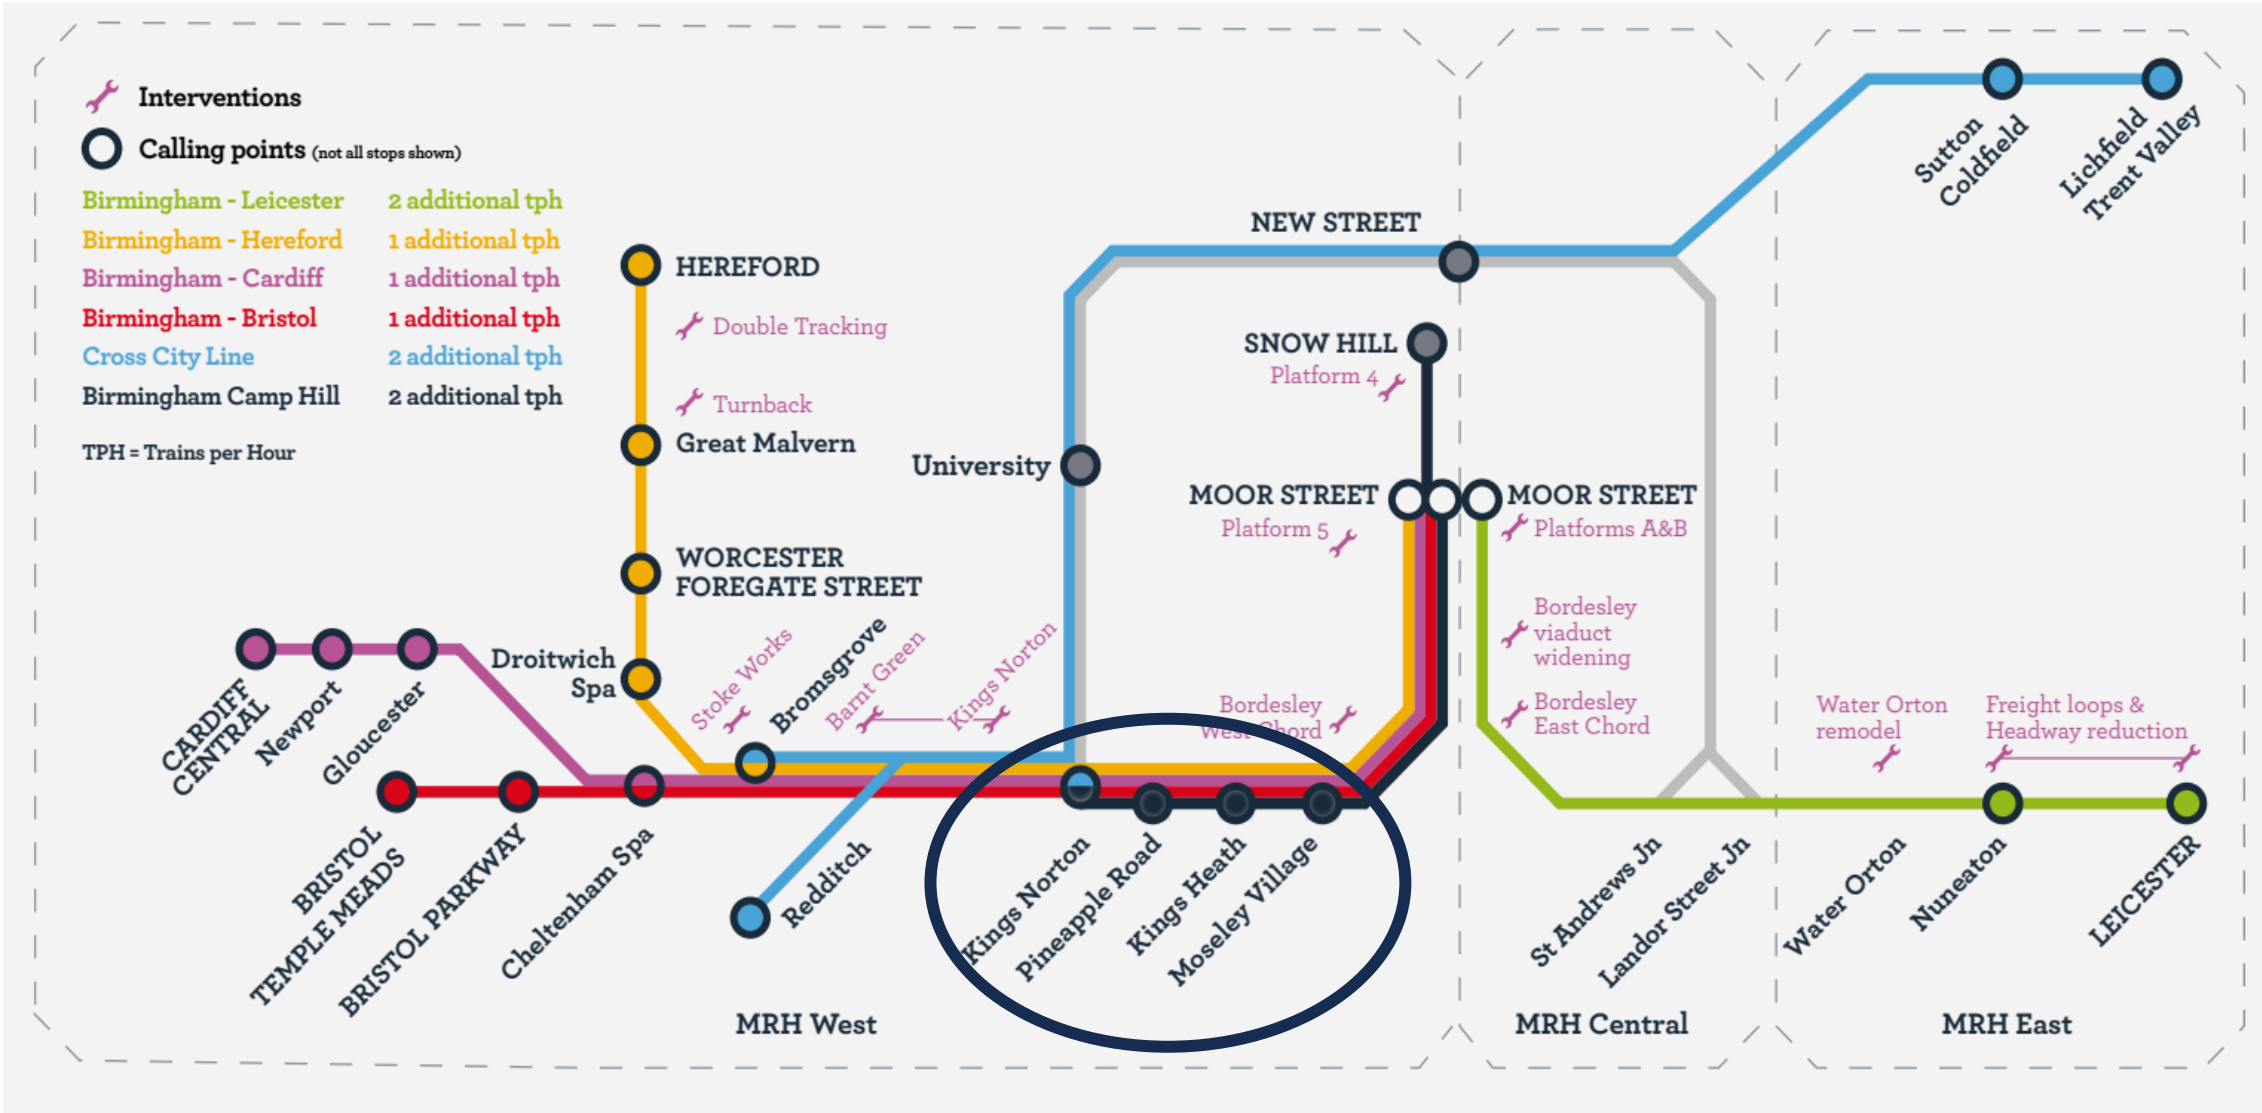 Interventions
Calling points (not all stops shown)
Birmingham - Leicester 2 additional tph
Birmingham - Hereford 1 additional tph
Birmingham - Cardiff 1 additional tph
Birmingham - Bristol 1 additional tph
Cross City Line 2 additional tph
Birmingham Camp Hill 2 additional tph
TPH = Trains per Hour
HEREFORD
Double Tracking
Turnback
Great Malvern
WORCESTER
FOREGATE STREET
Droitwich
Spa
Stoke Works
Bromsgrove
Barnt Green
Kings Norton
CARDIFF
CENTRAL
Newport
Gloucester
BRISTOL
TEMPLE MEADS
BRISTOL PARKWAY
Cheltenham Spa
Redditch
University
NEW STREET
SNOW HILL
Platform 4
MOOR STREET
Platform 5
Bordesley
West Chord
Kings Norton
Pineapple Road
Kings Heath
Moseley Village
MRH West
MOOR STREET
Platforms A&B
Bordesley
viaduct
widening
Bordesley
East Chord
St Andrews Jn
Landor Street Jn
MRH Central
Sutton
Coldfield
Lichfield
Trent Valley
Water Orton
remodel
Freight loops &
Headway reduction
Water Orton
Nuneaton
LEICESTER
MRH East